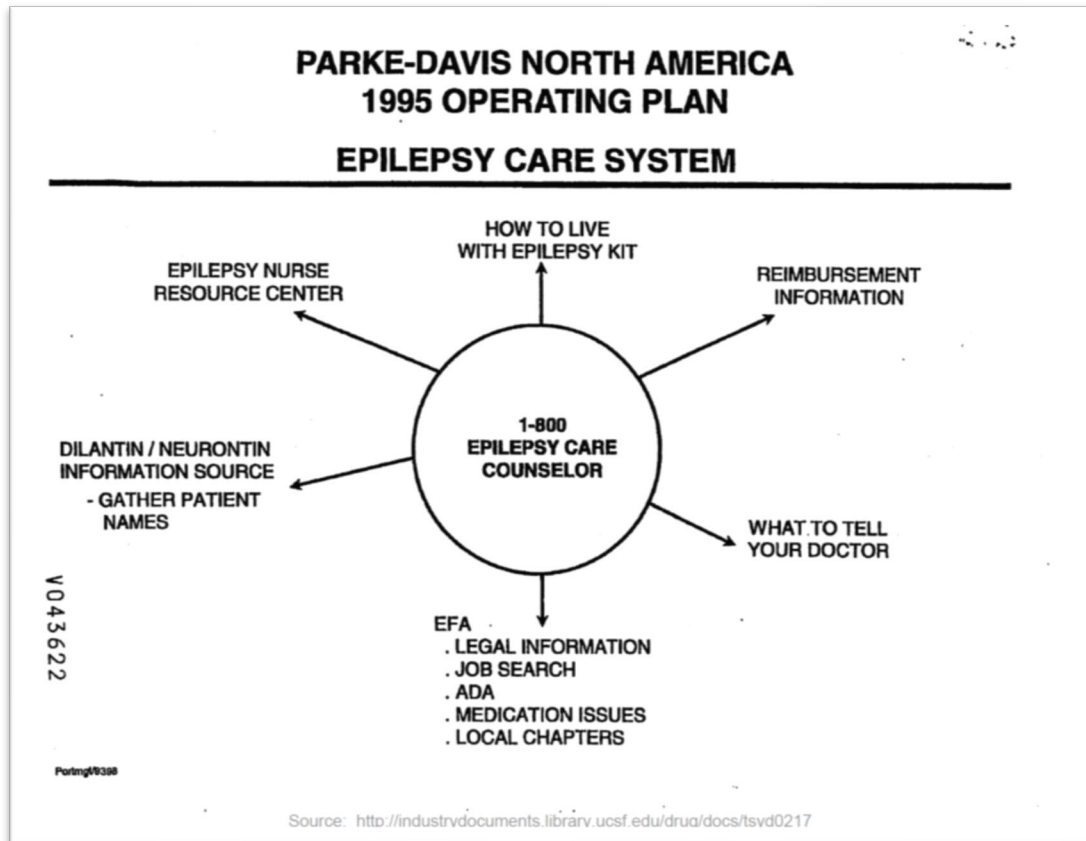 PARKE-DAVIS NORTH AMERICA
1995 OPERATING PLAN
EPILEPSY CARE SYSTEM
HOW TO LIVE
WITH EPILEPSY KIT
EPILEPSY NURSE
RESOURCE CENTER
REIMBURSEMENT
INFORMATION
1-800
EPILEPSY CARE
COUNSELOR
DILANTIN / NEURONTIN
INFORMATION SOURCE
- GATHER PATIENT
NAMES
WHAT TO TELL
YOUR DOCTOR
EFA
. LEGAL INFORMATION
. JOB SEARCH
. ADA
. MEDICATION ISSUES
. LOCAL CHAPTERS
V043622
Source: http://industrydocuments.library.ucsf.edu/drug/docs/tsyd0217